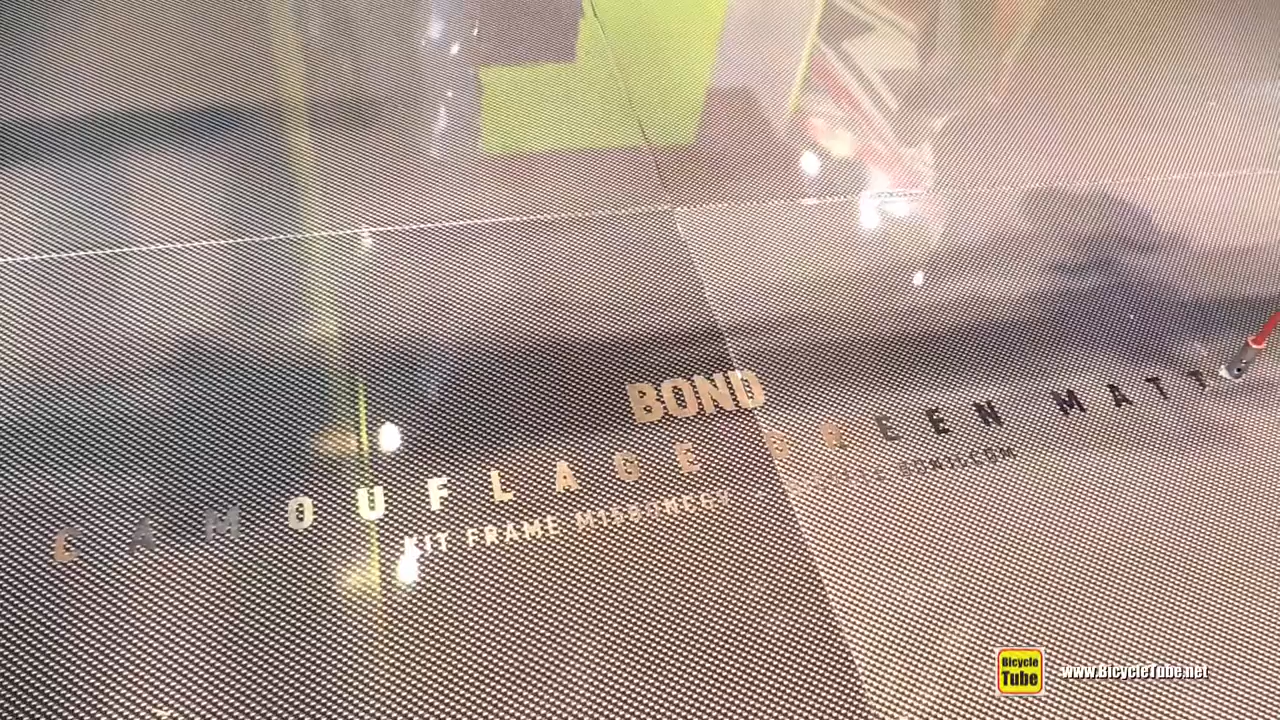 BOND
CAMOUFLAGE GREEN MATT
KIT FRAME
Bicycle
Tube
www.BicycleTube.net